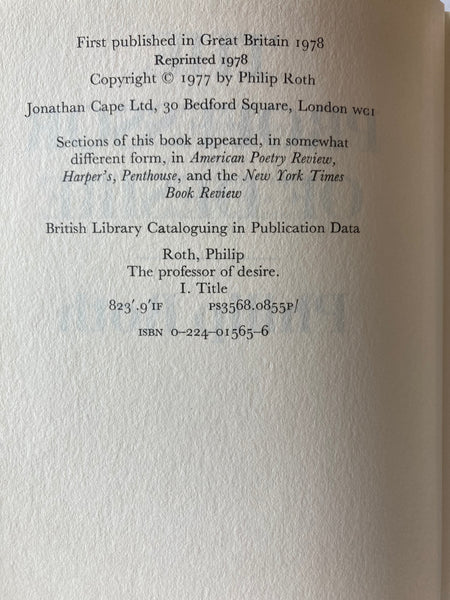 First published in Great Britain 1978
Reprinted 1978
Copyright © 1977 by Philip Roth
Jonathan Cape Ltd, 30 Bedford Square, London WC1
Sections of this book appeared, in somewhat
different form, in American Poetry Review,
Harper's, Penthouse, and the New York Times
Book Review
British Library Cataloguing in Publication Data
Roth, Philip
The professor of desire.
I. Title
823'.9'1F PS3568.0855P/
ISBN 0-224-01565-6